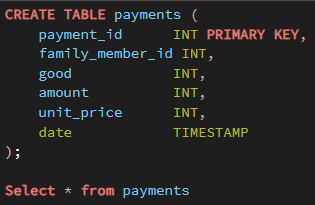 CREATE TABLE payments (
    payment_id       INT PRIMARY KEY,
    family_member_id INT,
    good             INT,
    amount           INT,
    unit_price       INT,
    date             TIMESTAMP
);

Select * from payments